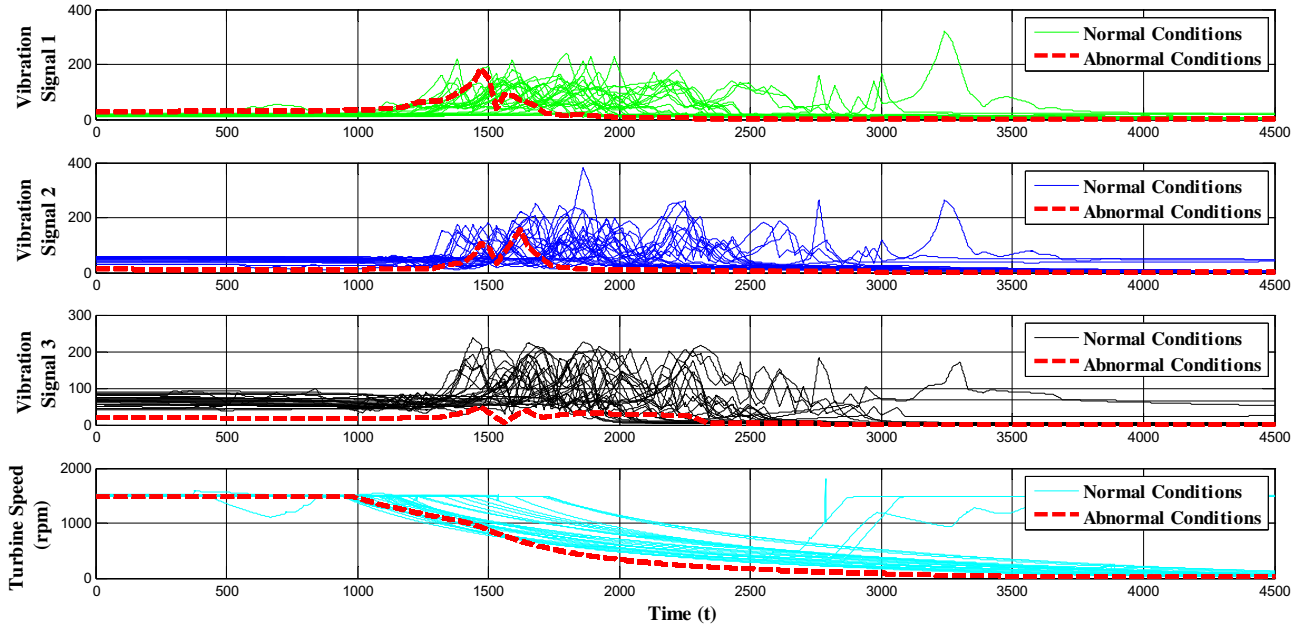 Vibration
Signal 1
400
200
0
Normal Conditions
Abnormal Conditions
0 500 1000 1500 2000 2500 3000 3500 4000 4500
Vibration
Signal 2
400
200
0
Normal Conditions
Abnormal Conditions
0 500 1000 1500 2000 2500 3000 3500 4000 4500
Vibration
Signal 3
300
200
100
0
Normal Conditions
Abnormal Conditions
0 500 1000 1500 2000 2500 3000 3500 4000 4500
Turbine Speed
(rpm)
2000
1000
0
Normal Conditions
Abnormal Conditions
0 500 1000 1500 2000 2500 3000 3500 4000 4500
Time (t)